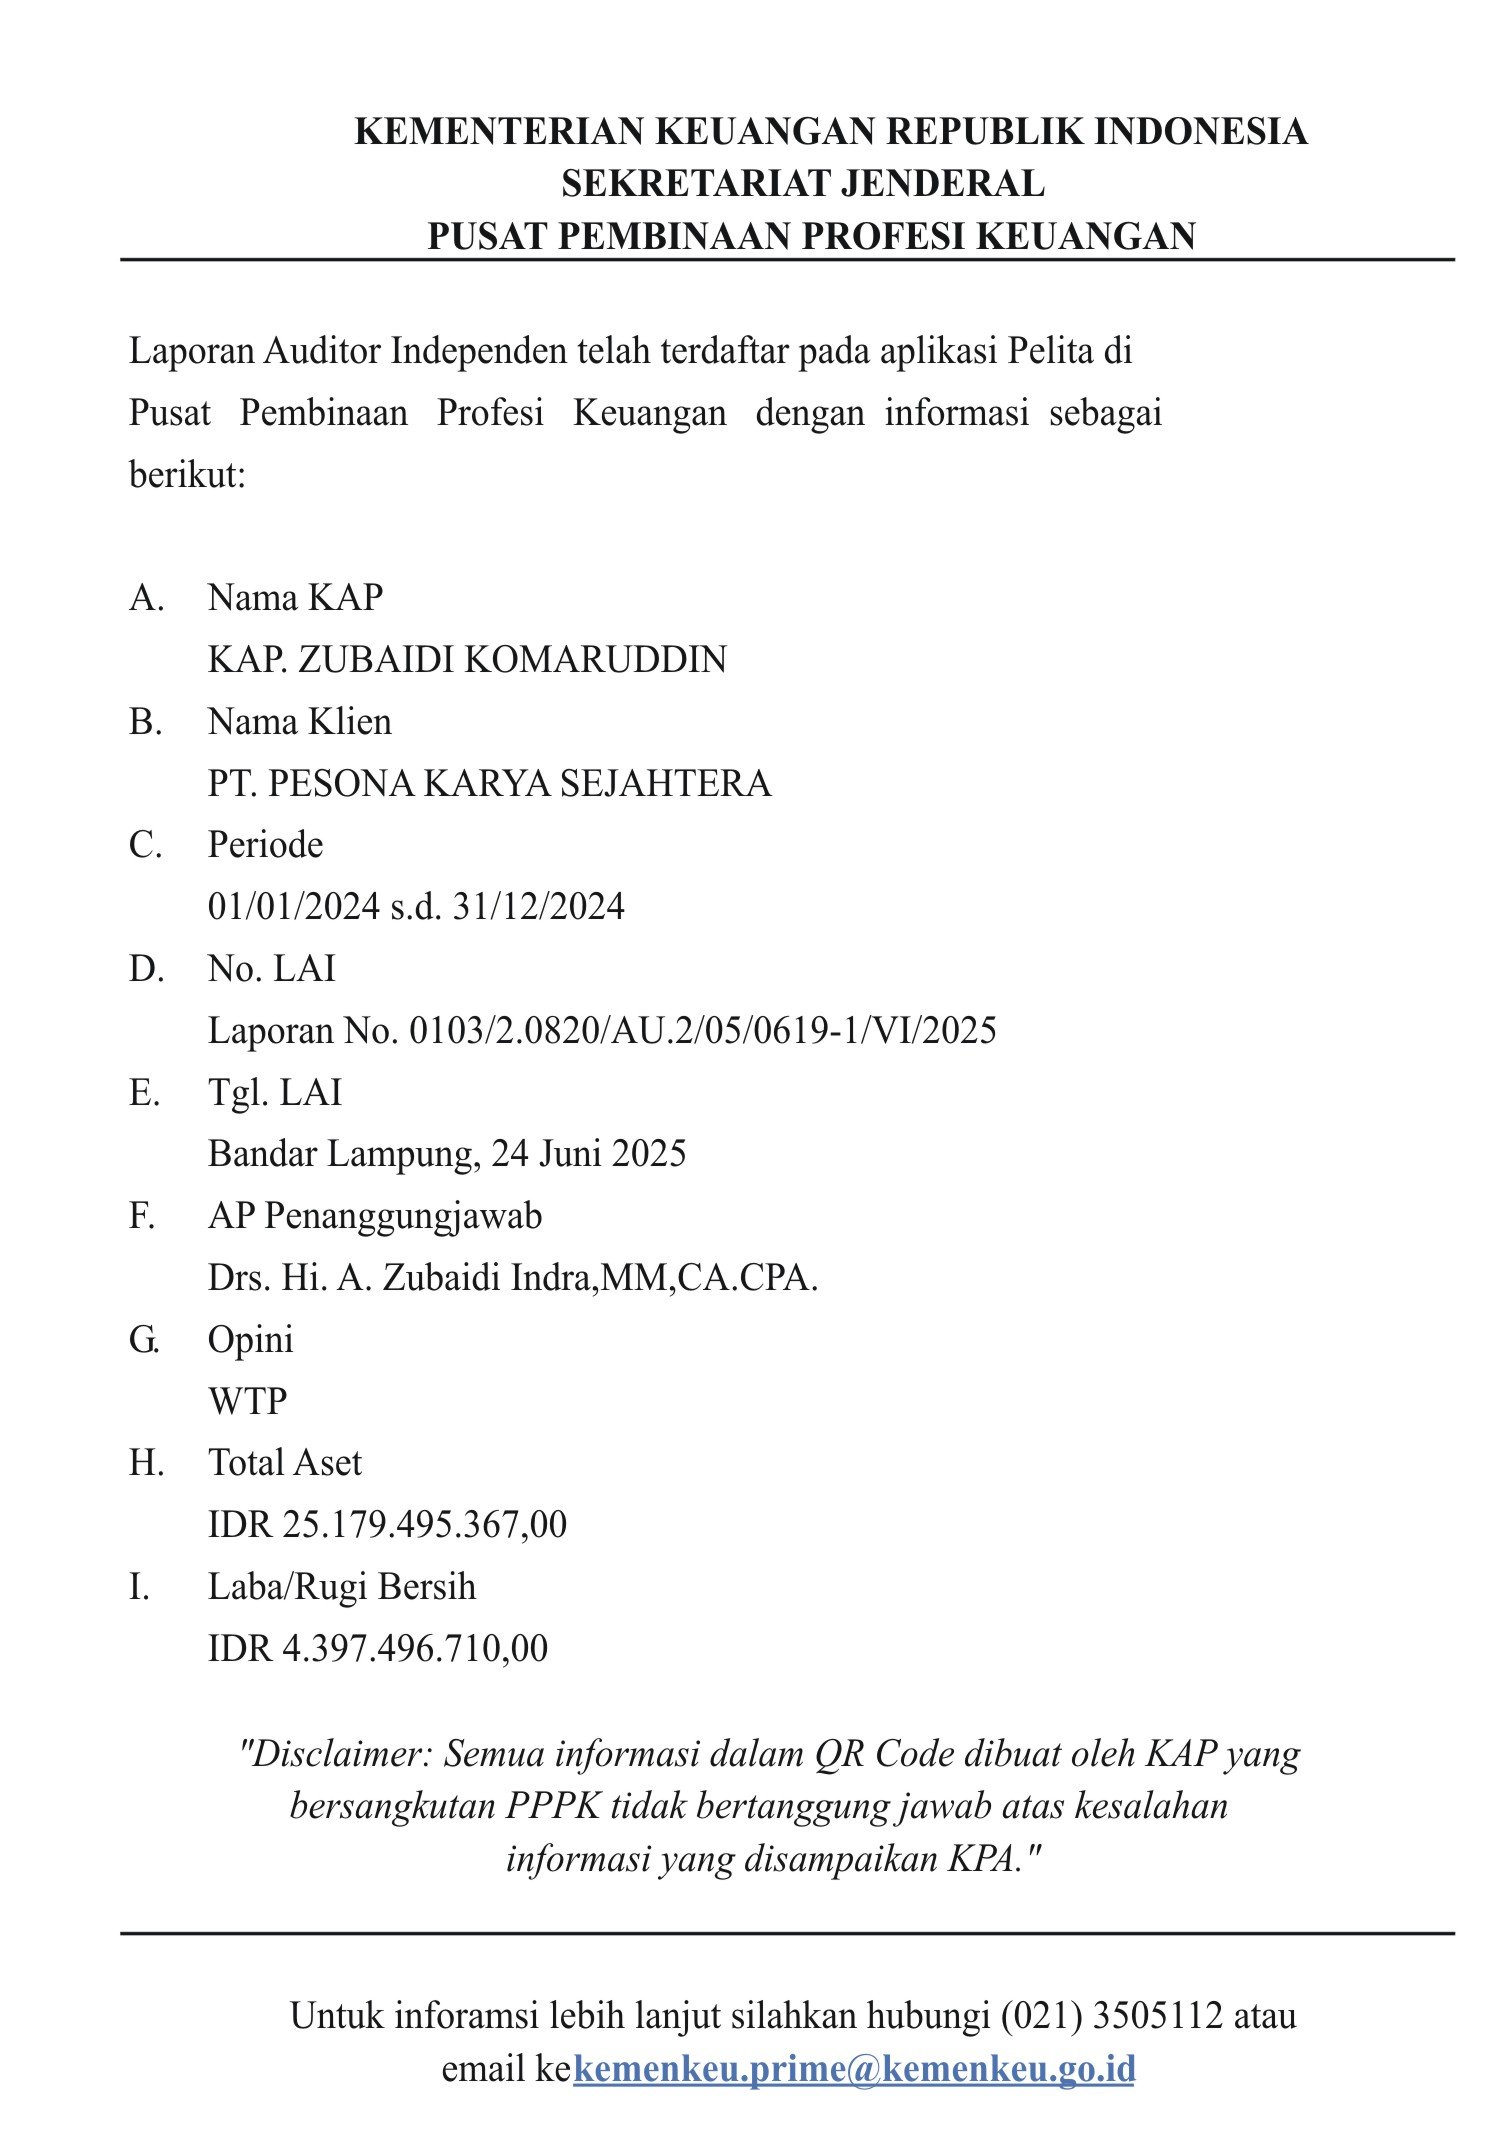 KEMENTERIAN KEUANGAN REPUBLIK INDONESIA
SEKRETARIAT JENDERAL
PUSAT PEMBINAAN PROFESI KEUANGAN
Laporan Auditor Independen telah terdaftar pada aplikasi Pelita di
Pusat Pembinaan Profesi Keuangan dengan informasi sebagai
berikut:
A. Nama KAP
KAP. ZUBAIDI KOMARUDDIN
B. Nama Klien
PT. PESONA KARYA SEJAHTERA
C. Periode
01/01/2024 s.d. 31/12/2024
D. No. LAI
Laporan No. 0103/2.0820/AU.2/05/0619-1/VI/2025
E. Tgl. LAI
Bandar Lampung, 24 Juni 2025
F. AP Penanggungjawab
Drs. Hi. A. Zubaidi Indra,MM,CA.CPA.
G. Opini
WTP
H. Total Aset
IDR 25.179.495.367,00
I. Laba/Rugi Bersih
IDR 4.397.496.710,00
"Disclaimer: Semua informasi dalam QR Code dibuat oleh KAP yang
bersangkutan PPPK tidak bertanggung jawab atas kesalahan
informasi yang disampaikan KPA."
Untuk inforamsi lebih lanjut silahkan hubungi (021) 3505112 atau
email kekemenkeu.prime@kemenkeu.go.id